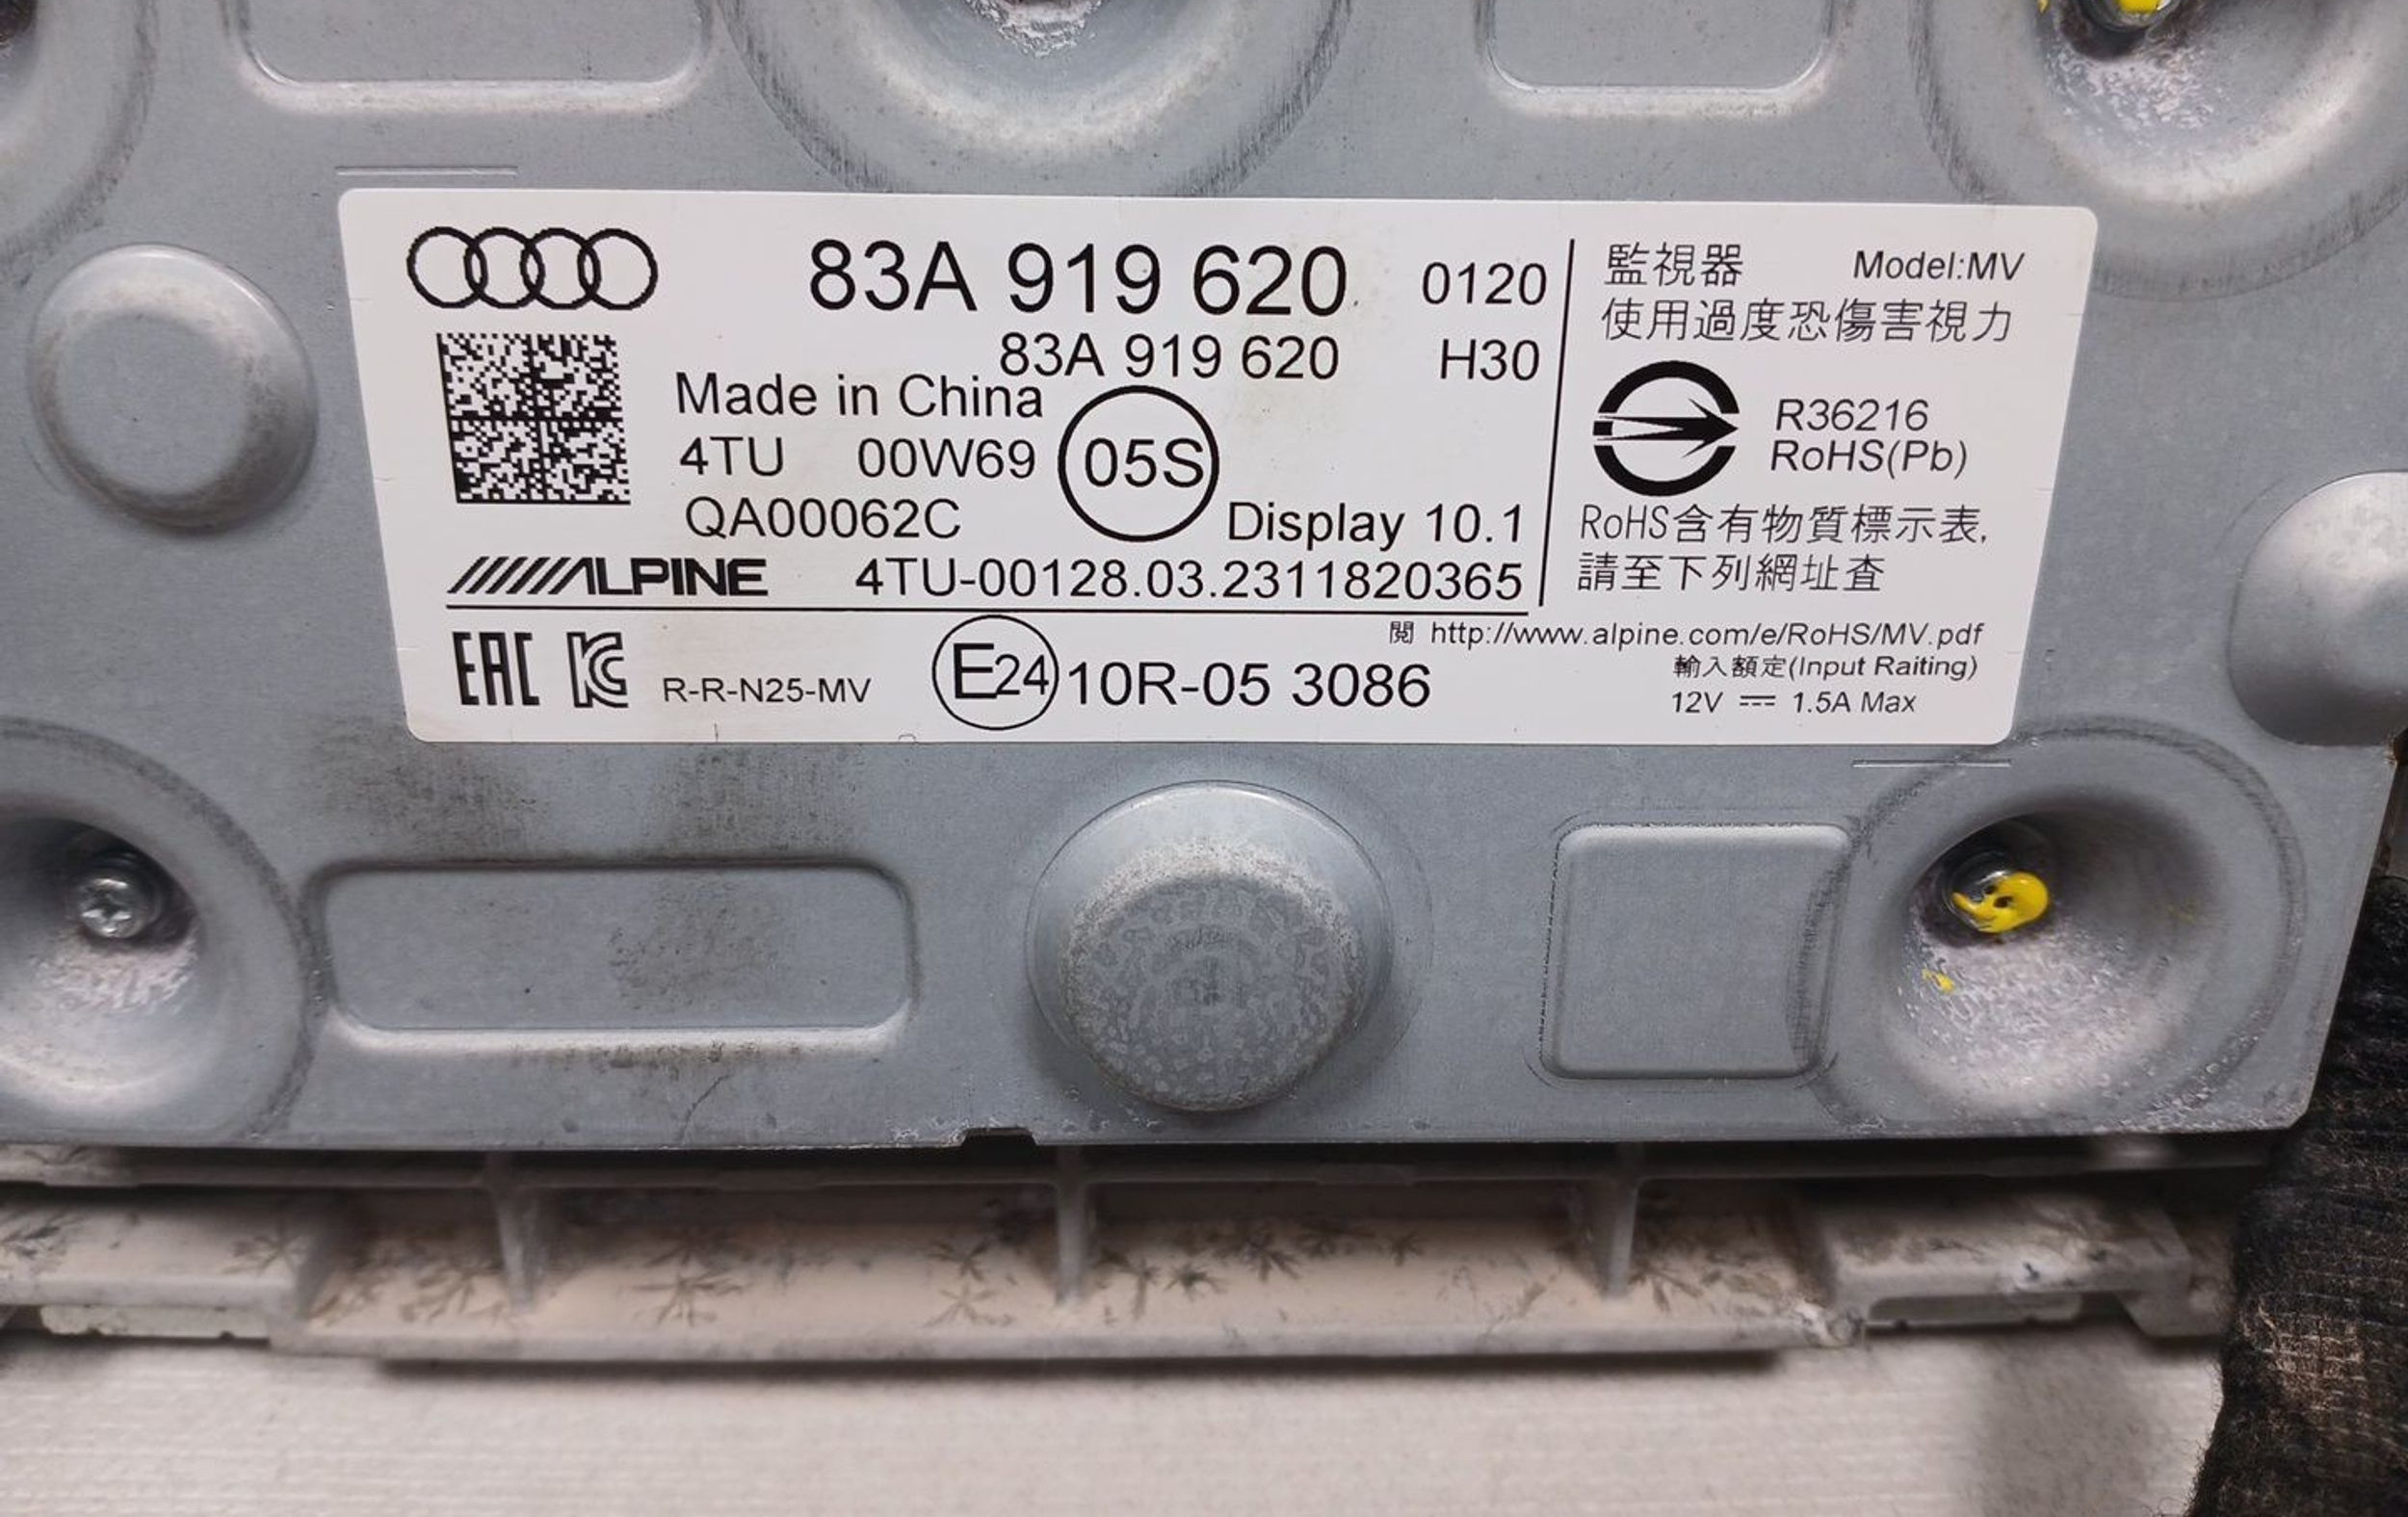 83A 919 620 0120
83A 919 620 H30
Made in China
4TU 00W69 05S
QA00062C Display 10.1
ALPINE 4TU-00128.03.2311820365
EAC KC R-R-N25-MV E24 10R-05 3086
監視器 Model:MV
使用過度恐傷害視力
R36216
RoHS(Pb)
RoHS含有物質標示表,
請至下列網址查
閱 http://www.alpine.com/e/RoHS/MV.pdf
輸入額定(Input Raiting)
12V ⎓ 1.5A Max